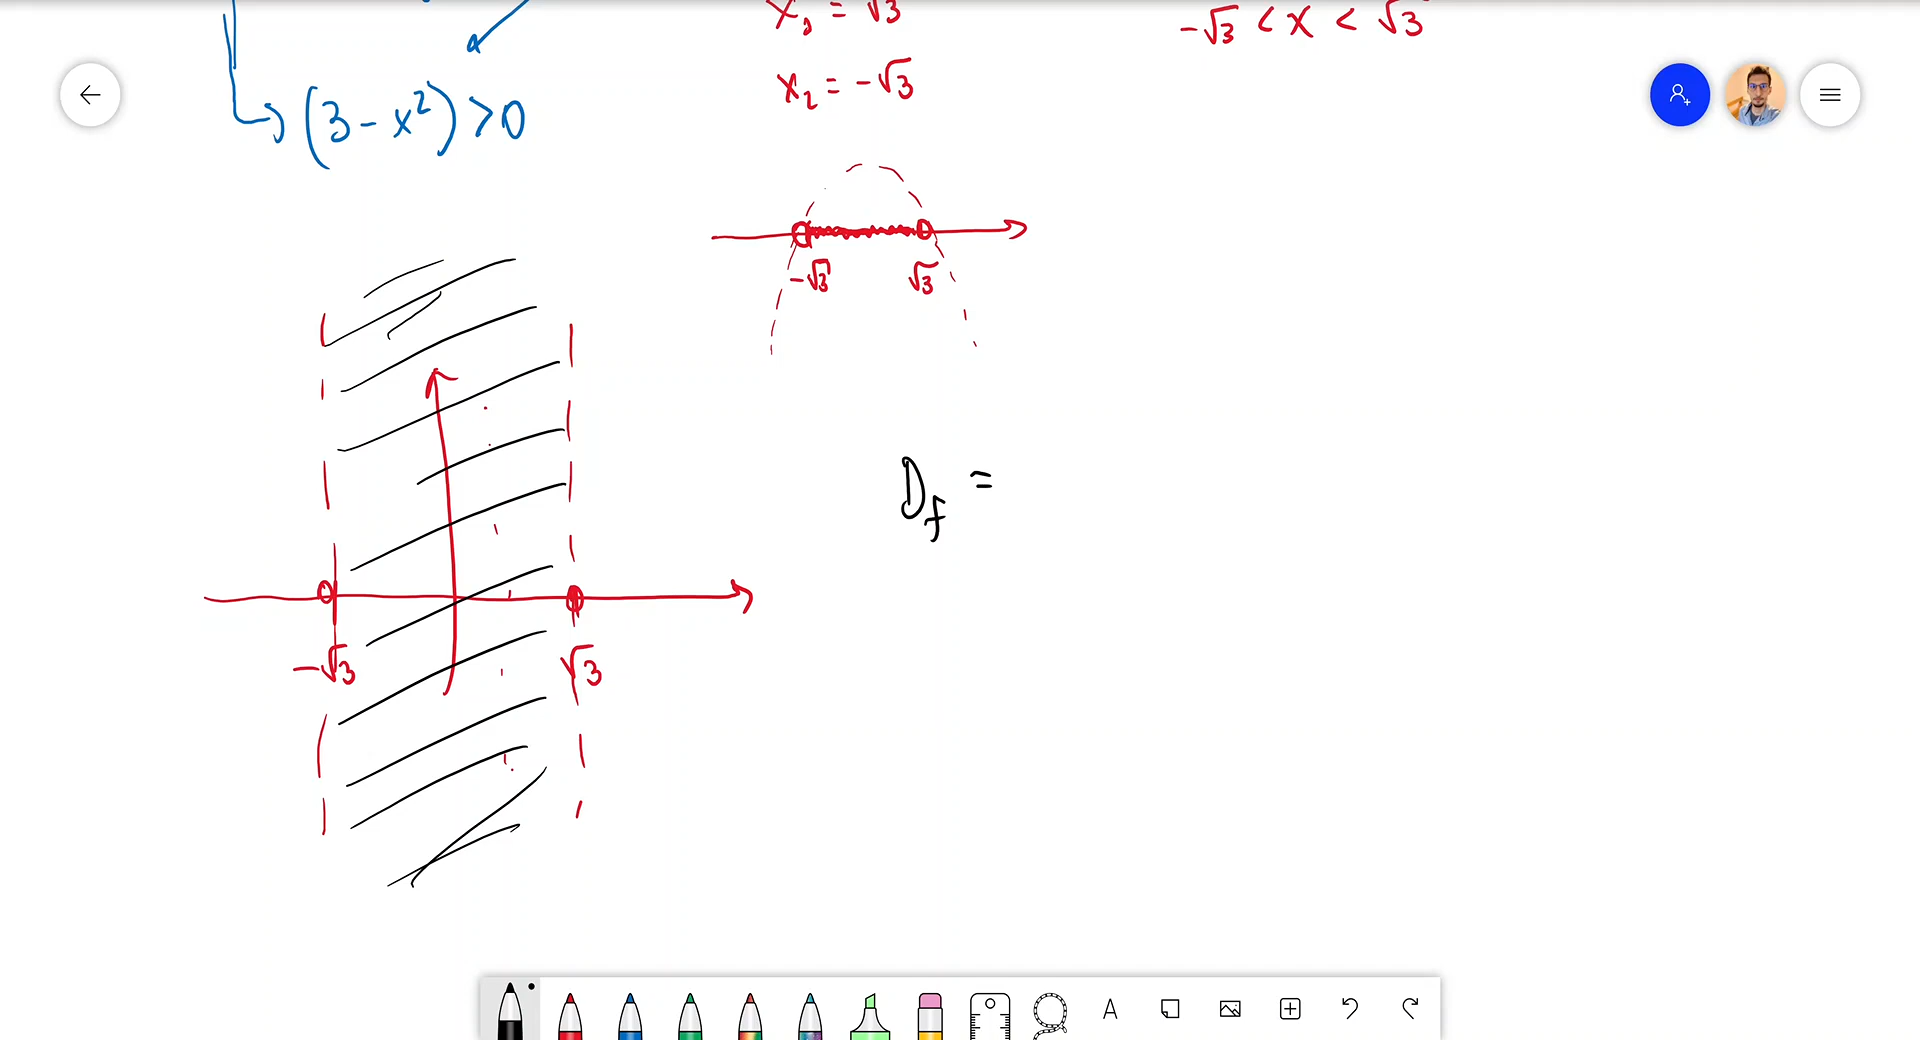 x₁ = √3
-√3 < x < √3
x₂ = -√3
(3 - x²) > 0
-√3 √3
D_f =
-√3 √3
A